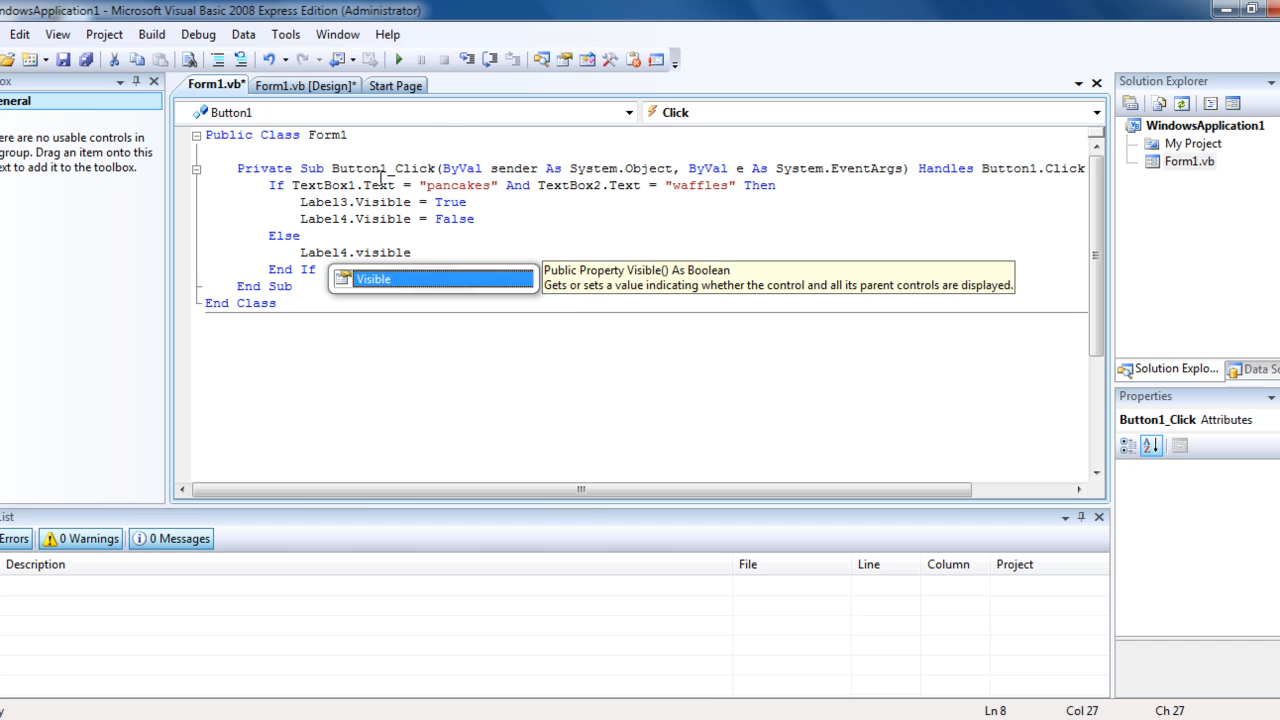 ndowsApplication1 - Microsoft Visual Basic 2008 Express Edition (Administrator)
Edit View Project Build Debug Data Tools Window Help
ox
Form1.vb* Form1.vb [Design]* Start Page
Solution Explorer
eneral
Button1 Click
ere are no usable controls in
group. Drag an item onto this
ext to add it to the toolbox.
Public Class Form1
Private Sub Button1_Click(ByVal sender As System.Object, ByVal e As System.EventArgs) Handles Button1.Click
If TextBox1.Text = "pancakes" And TextBox2.Text = "waffles" Then
Label3.Visible = True
Label4.Visible = False
Else
Label4.visible
End If
End Sub
End Class
Visible
Public Property Visible() As Boolean
Gets or sets a value indicating whether the control and all its parent controls are displayed.
WindowsApplication1
My Project
Form1.vb
Solution Explo... Data So
Properties
Button1_Click Attributes
List
Errors 0 Warnings 0 Messages
Description File Line Column Project
y Ln 8 Col 27 Ch 27